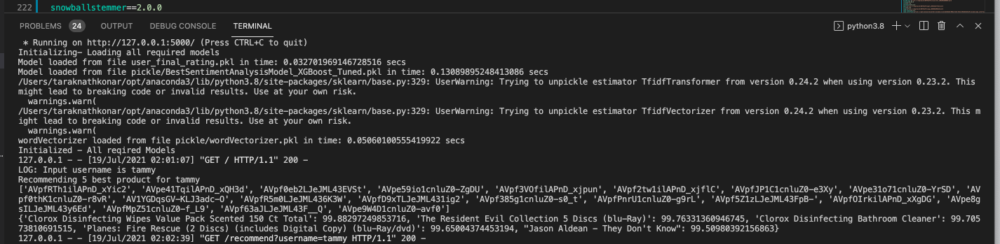 222 snowballstemmer==2.0.0
PROBLEMS 24 OUTPUT DEBUG CONSOLE TERMINAL python3.8
* Running on http://127.0.0.1:5000/ (Press CTRL+C to quit)
Initializing- Loading all required models
Model loaded from file user_final_rating.pkl in time: 0.032701969146728516 secs
Model loaded from file pickle/BestSentimentAnalysisModel_XGBoost_Tuned.pkl in time: 0.13089895248413086 secs
/Users/taraknathkonar/opt/anaconda3/lib/python3.8/site-packages/sklearn/base.py:329: UserWarning: Trying to unpickle estimator TfidfTransformer from version 0.24.2 when using version 0.23.2. This
might lead to breaking code or invalid results. Use at your own risk.
warnings.warn(
/Users/taraknathkonar/opt/anaconda3/lib/python3.8/site-packages/sklearn/base.py:329: UserWarning: Trying to unpickle estimator TfidfVectorizer from version 0.24.2 when using version 0.23.2. This m
ight lead to breaking code or invalid results. Use at your own risk.
warnings.warn(
wordVectorizer loaded from file pickle/wordVectorizer.pkl in time: 0.05060100555419922 secs
Initialized - All reqired Models
127.0.0.1 - - [19/Jul/2021 02:01:07] "GET / HTTP/1.1" 200 -
LOG: Input username is tammy
Recommending 5 best product for tammy
['AVpfRTh1ilAPnD_xYic2', 'AVpe41TqilAPnD_xQH3d', 'AVpf0eb2LJeJML43EVSt', 'AVpe59io1cnluZ0-ZgDU', 'AVpf3VOfilAPnD_xjpun', 'AVpf2tw1ilAPnD_xjflC', 'AVpfJP1C1cnluZ0-e3Xy', 'AVpe31o71cnluZ0-YrSD', 'AV
pf0thK1cnluZ0-r8vR', 'AV1YGDqsGV-KLJ3adc-O', 'AVpfR5m0LJeJML436K3W', 'AVpfD9xTLJeJML431ig2', 'AVpf385g1cnluZ0-s0_t', 'AVpfPnrU1cnluZ0-g9rL', 'AVpf5Z1zLJeJML43FpB-', 'AVpfOIrkilAPnD_xXgDG', 'AVpe8g
sILJeJML43y6Ed', 'AVpfMpZ51cnluZ0-f_L9', 'AVpf63aJLJeJML43F__Q', 'AVpe9W4D1cnluZ0-avf0']
{'Clorox Disinfecting Wipes Value Pack Scented 150 Ct Total': 99.88297249853716, 'The Resident Evil Collection 5 Discs (blu-Ray)': 99.76331360946745, 'Clorox Disinfecting Bathroom Cleaner': 99.705
73810691515, 'Planes: Fire Rescue (2 Discs) (includes Digital Copy) (blu-Ray/dvd)': 99.65004374453194, "Jason Aldean - They Don't Know": 99.50980392156863}
127.0.0.1 - - [19/Jul/2021 02:02:39] "GET /recommend?username=tammy HTTP/1.1" 200 -